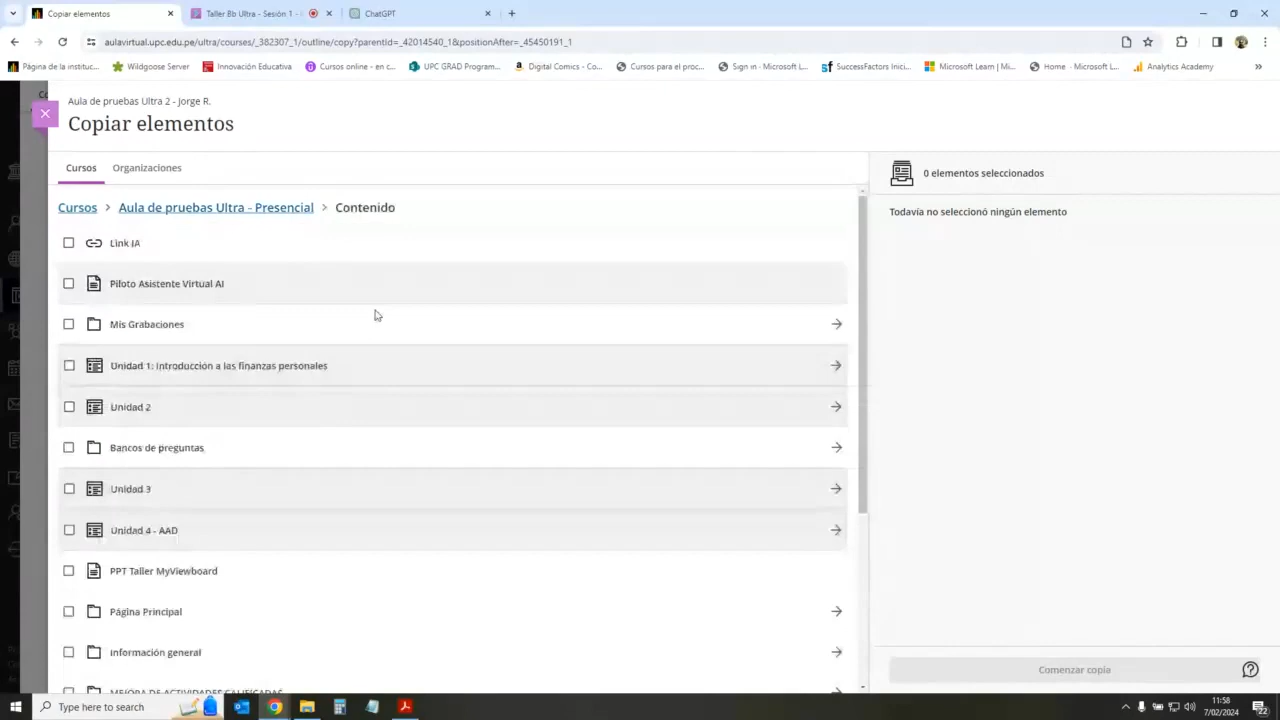 Copiar elementos
Taller Bb Ultra - Sesión 1 -
ChatGPT
aulavirtual.upc.edu.pe/ultra/courses/_382307_1/outline/copy?parentId=_42014540_1&positionAfter=_45450191_1
Página de la instituc...
Wildgoose Server
Innovación Educativa
Cursos online - en c...
UPC GRAD Program...
Digital Comics - Co...
Cursos para el proc...
Sign in - Microsoft L...
SuccessFactors Inici...
Microsoft Learn | Mi...
Home - Microsoft L...
Analytics Academy
Aula de pruebas Ultra 2 - Jorge R.
Copiar elementos
Cursos
Organizaciones
Cursos > Aula de pruebas Ultra - Presencial > Contenido
Link IA
Piloto Asistente Virtual AI
Mis Grabaciones
Unidad 1: Introducción a las finanzas personales
Unidad 2
Bancos de preguntas
Unidad 3
Unidad 4 - AAD
PPT Taller MyViewboard
Página Principal
Información general
MEJORA DE ACTIVIDADES CALIFICADAS
0 elementos seleccionados
Todavía no seleccionó ningún elemento
Comenzar copia
Type here to search
11:58
7/02/2024
22